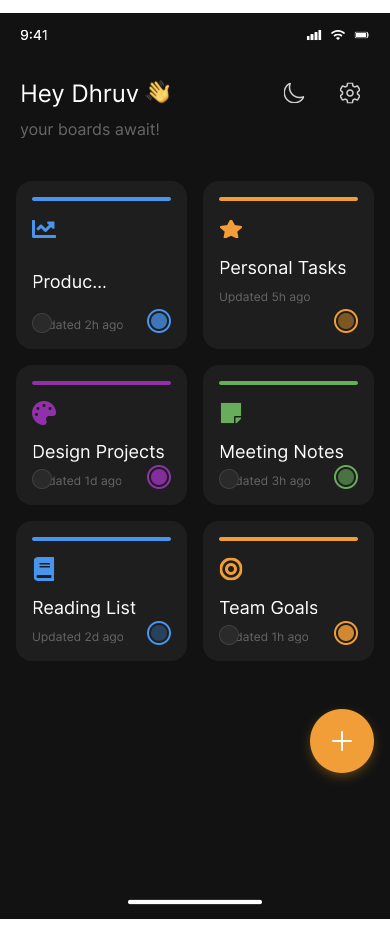 9:41
Hey Dhruv 👋
your boards await!
Produc...
dated 2h ago
Personal Tasks
Updated 5h ago
Design Projects
dated 1d ago
Meeting Notes
dated 3h ago
Reading List
Updated 2d ago
Team Goals
dated 1h ago